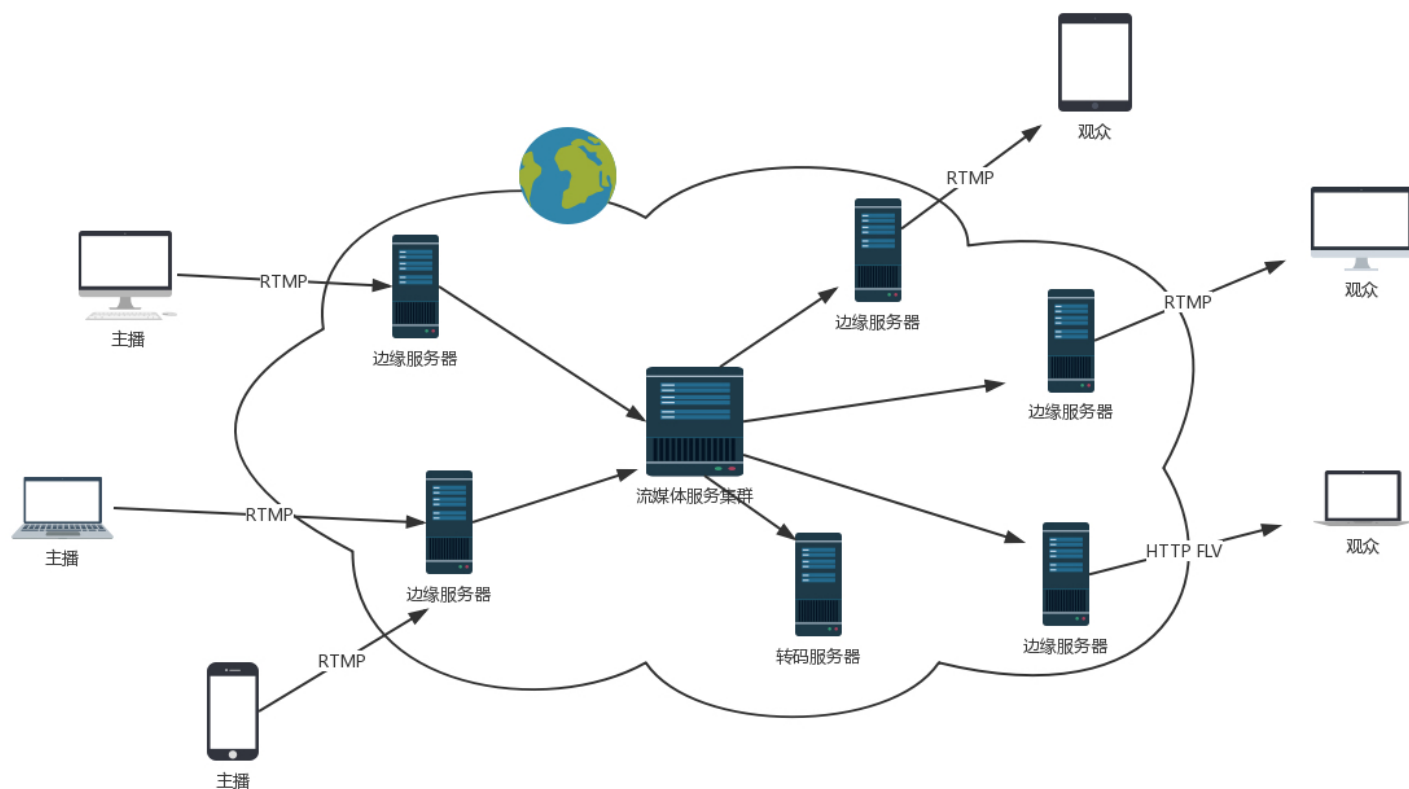 观众
RTMP
观众
RTMP
主播
边缘服务器
边缘服务器
RTMP
边缘服务器
流媒体服务集群
RTMP
主播
观众
HTTP FLV
边缘服务器
转码服务器
边缘服务器
RTMP
主播